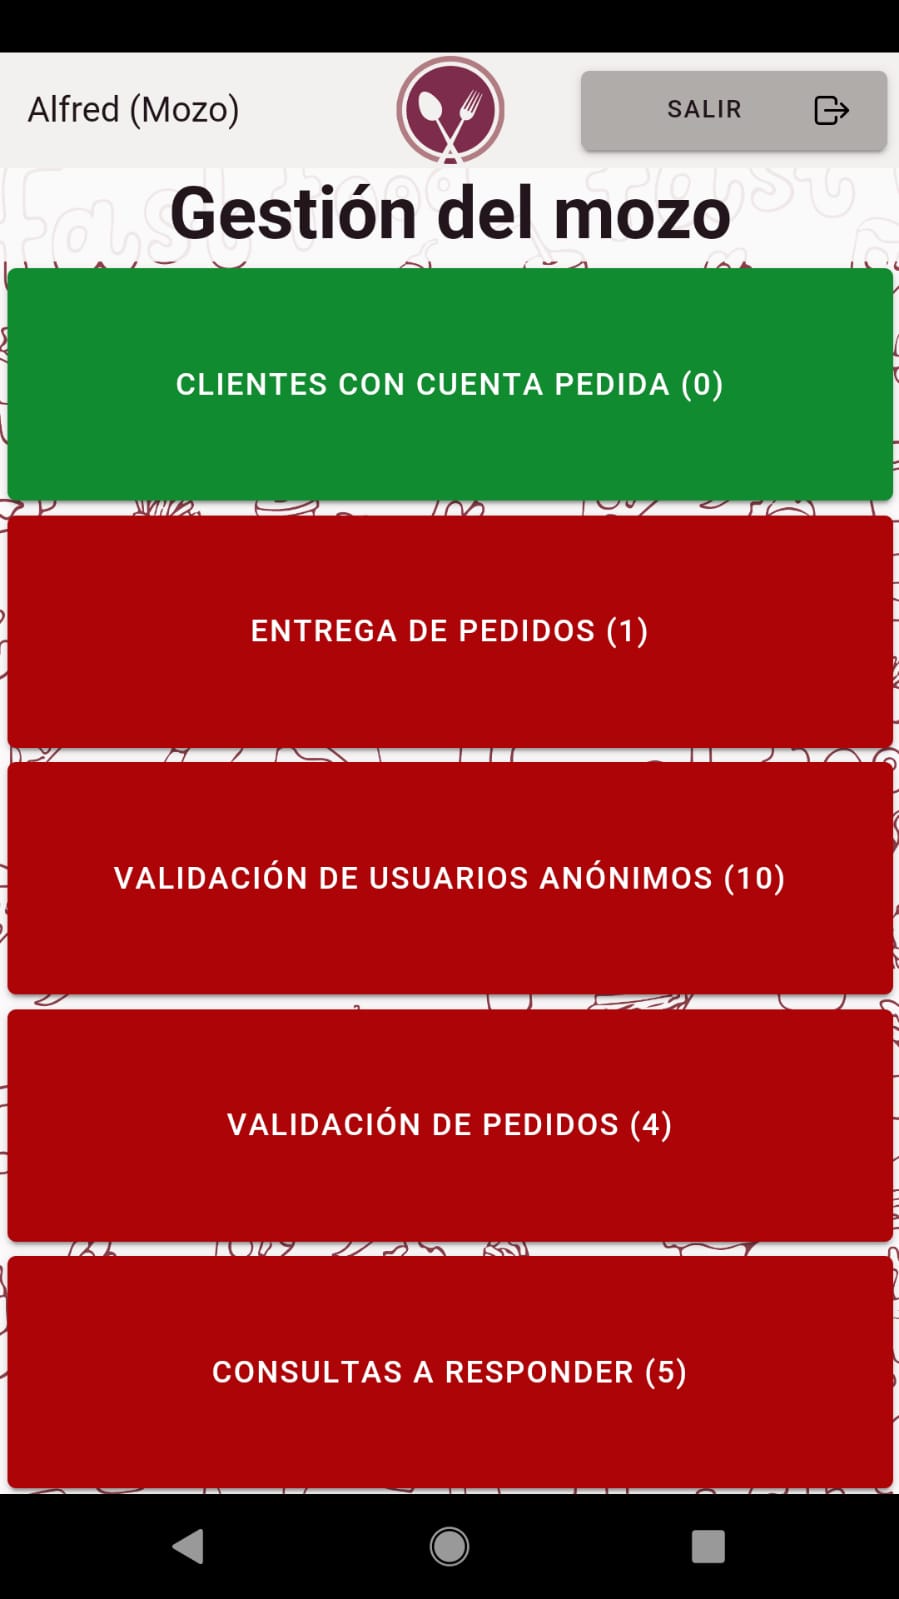 Alfred (Mozo)
SALIR
Gestión del mozo
CLIENTES CON CUENTA PEDIDA (0)
ENTREGA DE PEDIDOS (1)
VALIDACIÓN DE USUARIOS ANÓNIMOS (10)
VALIDACIÓN DE PEDIDOS (4)
CONSULTAS A RESPONDER (5)